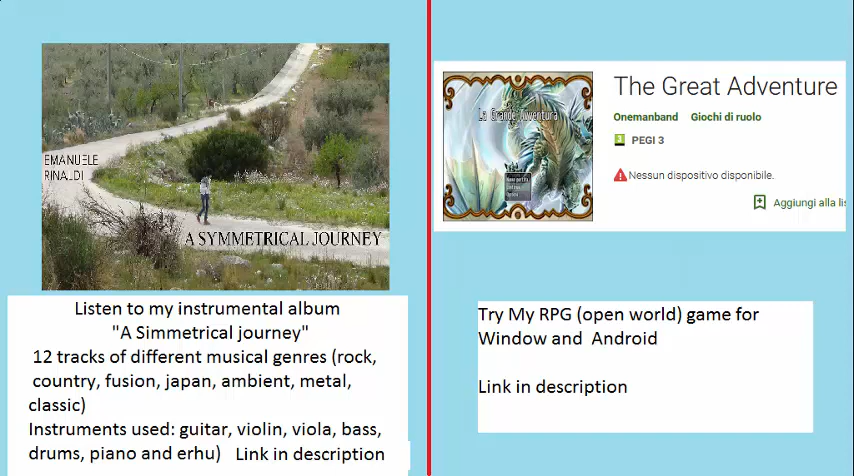 EMANUELE
RINALDI
A SYMMETRICAL JOURNEY
Listen to my instrumental album
"A Simmetrical journey"
12 tracks of different musical genres (rock,
country, fusion, japan, ambient, metal,
classic)
Instruments used: guitar, violin, viola, bass,
drums, piano and erhu) Link in description
La Grande Avventura
The Great Adventure
Onemanband Giochi di ruolo
3 PEGI 3
Nessun dispositivo disponibile.
Aggiungi alla lis
Try My RPG (open world) game for
Window and Android
Link in description